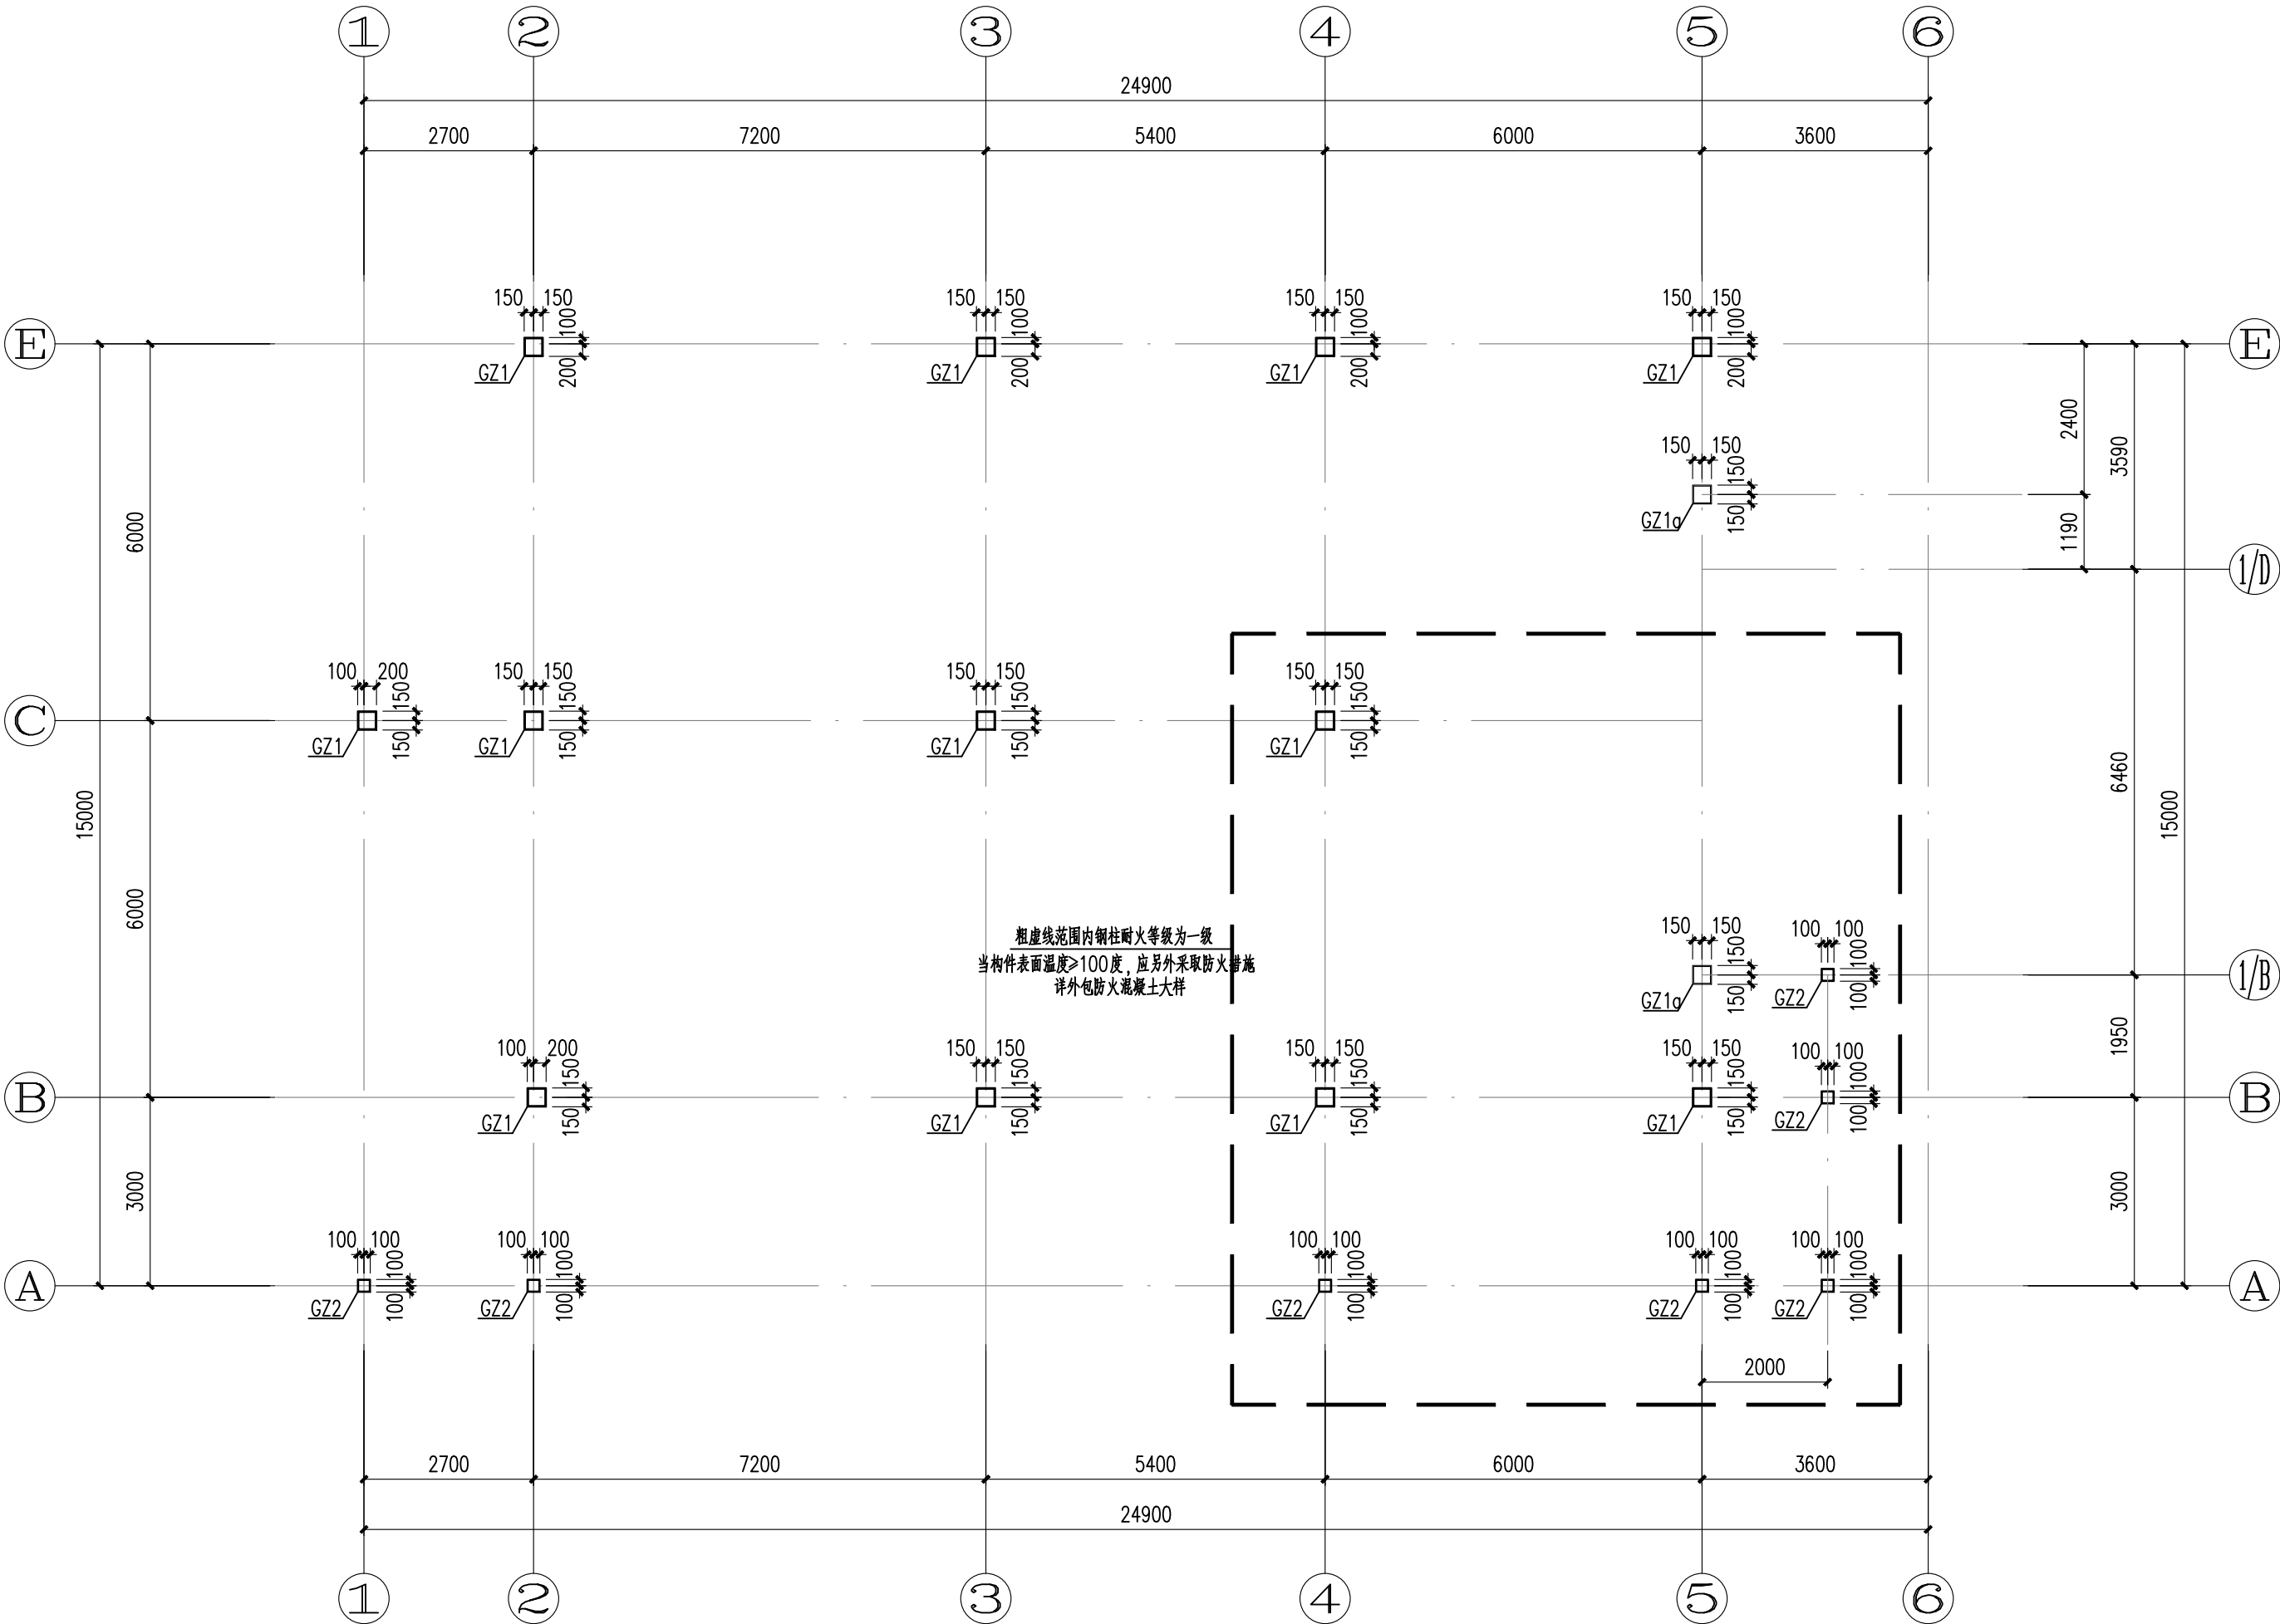 1 2 3 4 5 6
24900
2700 7200 5400 6000 3600
150 150 150 150 150 150 150 150
100 100 100 100
E E
GZ1 200 GZ1 200 GZ1 200 GZ1 200
2400 3590
150 150
150
GZ1a 150
6000 1190
1/D
100 200 150 150 150 150 150 150
150 150 150 150
C
GZ1 150 GZ1 150 GZ1 150 GZ1 150
15000 6460 15000
6000
粗虚线范围内钢柱耐火等级为一级
当构件表面温度≥100度，应另外采取防火措施
详外包防火混凝土大样
150 150 100 100
150 100
1/B
GZ1a 150 GZ2 100
1950
100 200 150 150 150 150 150 150 100 100
150 150 150 150 100
B B
GZ1 150 GZ1 150 GZ1 150 GZ1 150 GZ2 100
3000 3000
100 100 100 100 100 100 100 100 100 100
100 100 100 100 100
A A
GZ2 100 GZ2 100 GZ2 100 GZ2 100 GZ2 100
2000
2700 7200 5400 6000 3600
24900
1 2 3 4 5 6